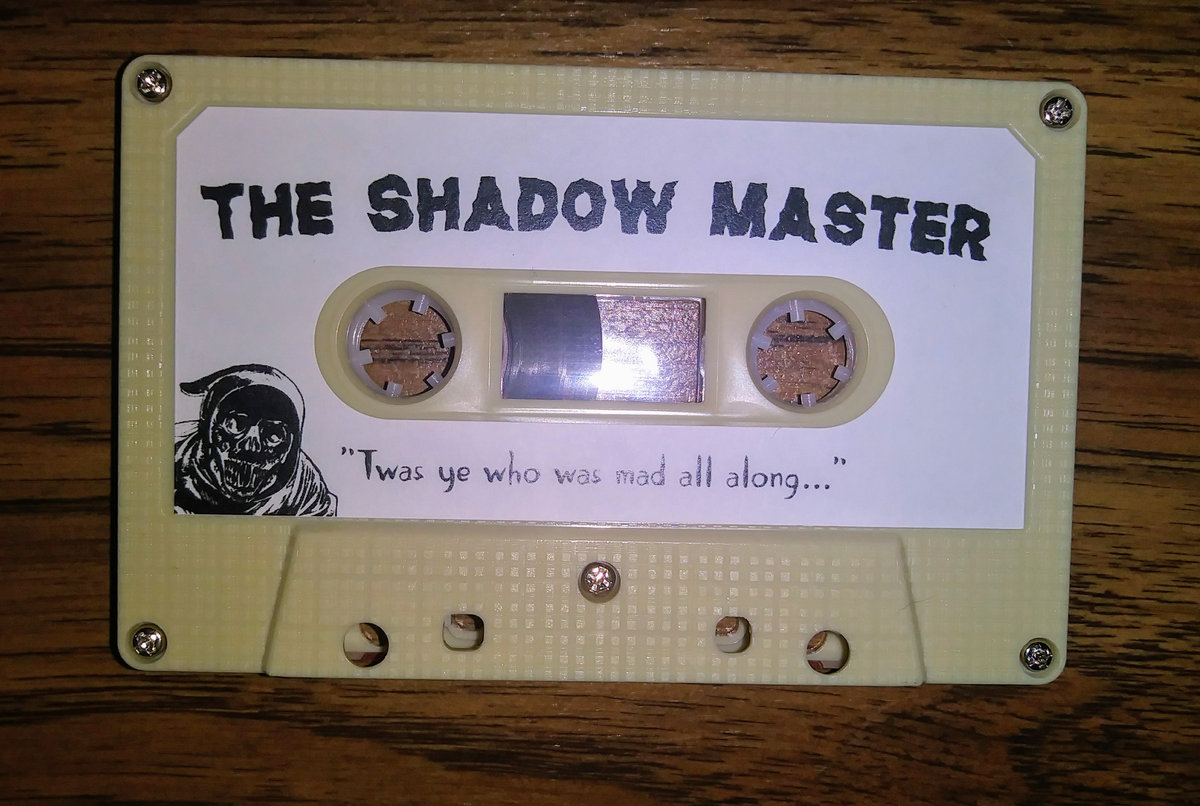 THE SHADOW MASTER
"Twas ye who was mad all along..."